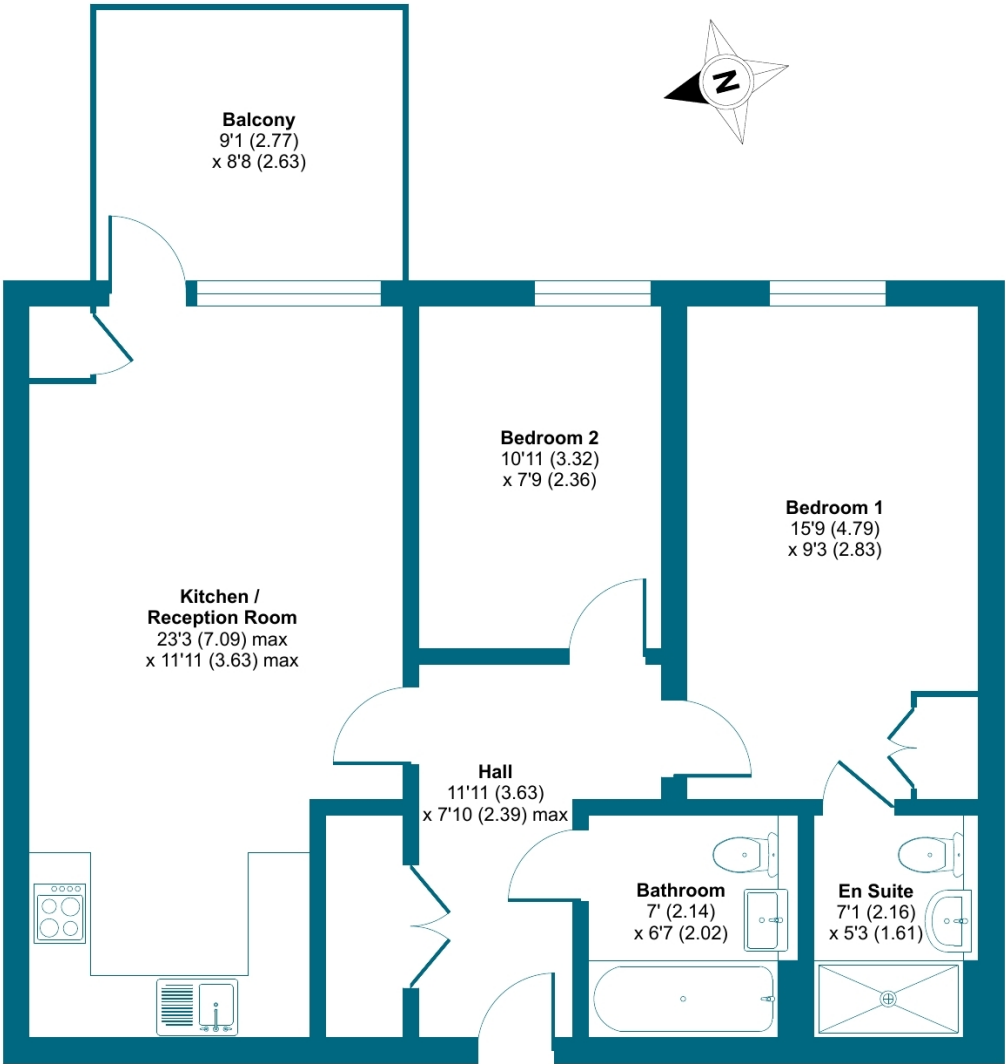 Balcony
9'1 (2.77)
x 8'8 (2.63)
N
Bedroom 2
10'11 (3.32)
x 7'9 (2.36)
Bedroom 1
15'9 (4.79)
x 9'3 (2.83)
Kitchen /
Reception Room
23'3 (7.09) max
x 11'11 (3.63) max
Hall
11'11 (3.63)
x 7'10 (2.39) max
Bathroom
7' (2.14)
x 6'7 (2.02)
En Suite
7'1 (2.16)
x 5'3 (1.61)